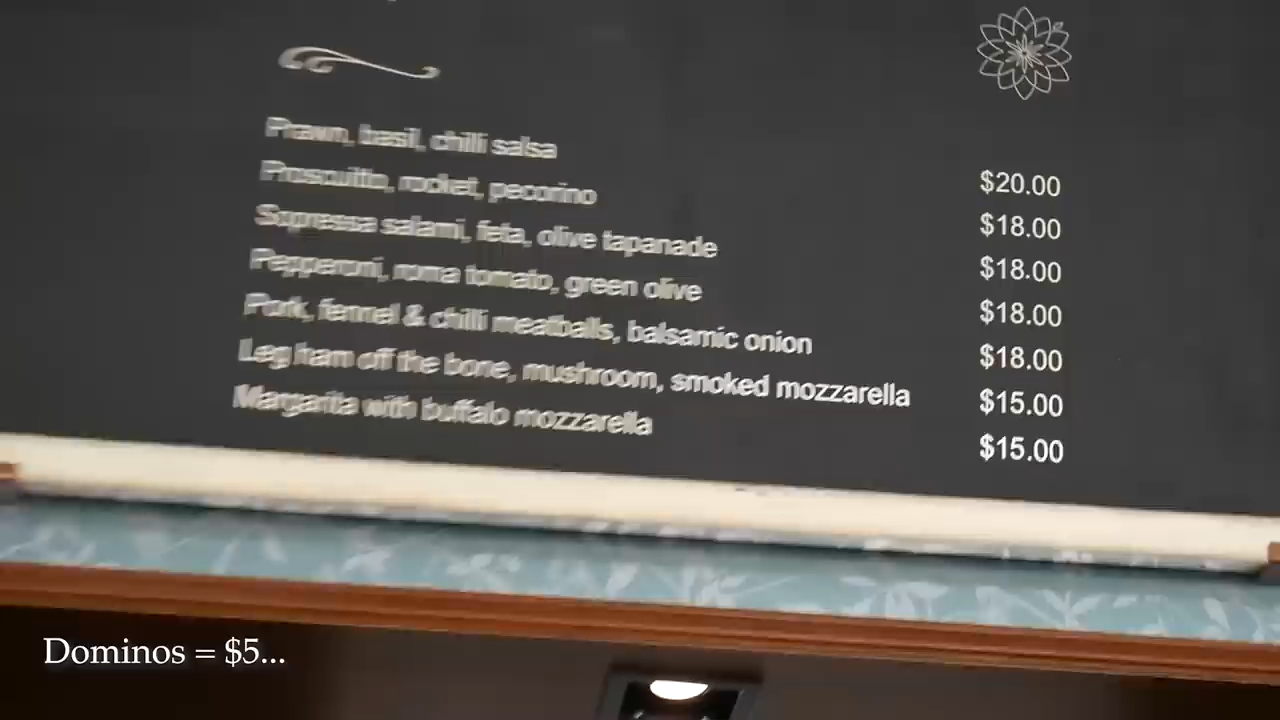 Prawn, basil, chilli salsa $20.00
Proscuitto, rocket, pecorino $18.00
Sopressa salami, feta, olive tapanade $18.00
Pepperoni, roma tomato, green olive $18.00
Pork, fennel & chilli meatballs, balsamic onion $18.00
Leg ham off the bone, mushroom, smoked mozzarella $15.00
Margarita with buffalo mozzarella $15.00
Dominos = $5...